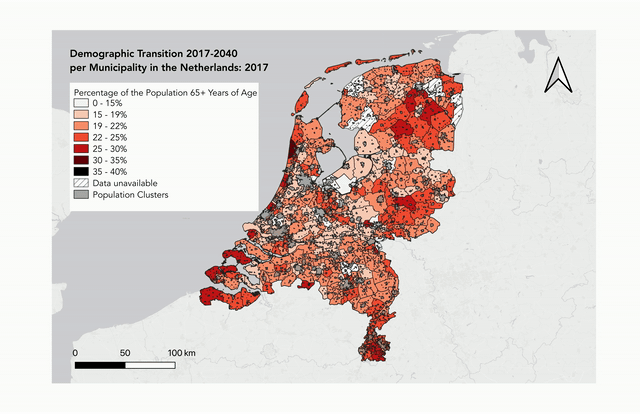 Demographic Transition 2017-2040
per Municipality in the Netherlands: 2017
Percentage of the Population 65+ Years of Age
0 - 15%
15 - 19%
19 - 22%
22 - 25%
25 - 30%
30 - 35%
35 - 40%
Data unavailable
Population Clusters
0 50 100 km